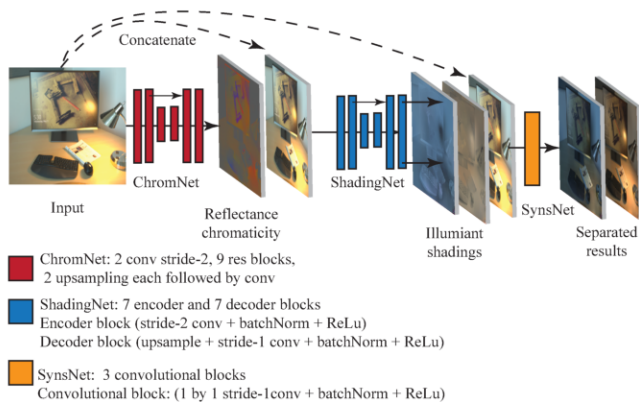 Concatenate
Input
ChromNet
Reflectance
chromaticity
ShadingNet
Illumiant
shadings
SynsNet
Separated
results
ChromNet: 2 conv stride-2, 9 res blocks,
2 upsampling each followed by conv
ShadingNet: 7 encoder and 7 decoder blocks
Encoder block (stride-2 conv + batchNorm + ReLu)
Decoder block (upsample + stride-1 conv + batchNorm + ReLu)
SynsNet: 3 convolutional blocks
Convolutional block: (1 by 1 stride-1conv + batchNorm + ReLu)